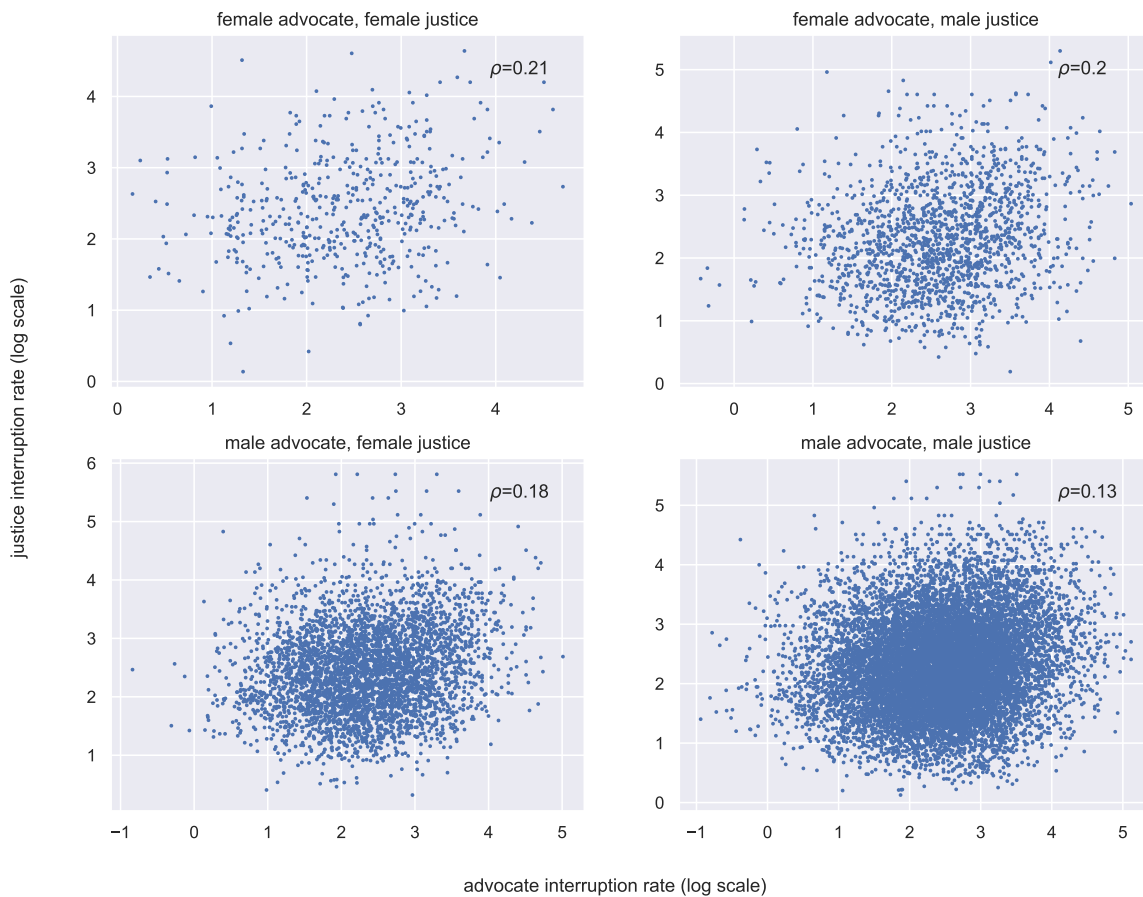 female advocate, female justice
ρ=0.21
4
3
2
1
0
0 1 2 3 4
female advocate, male justice
ρ=0.2
5
4
3
2
1
0
0 1 2 3 4 5
justice interruption rate (log scale)
male advocate, female justice
ρ=0.18
6
5
4
3
2
1
−1 0 1 2 3 4 5
male advocate, male justice
ρ=0.13
5
4
3
2
1
0
−1 0 1 2 3 4 5
advocate interruption rate (log scale)